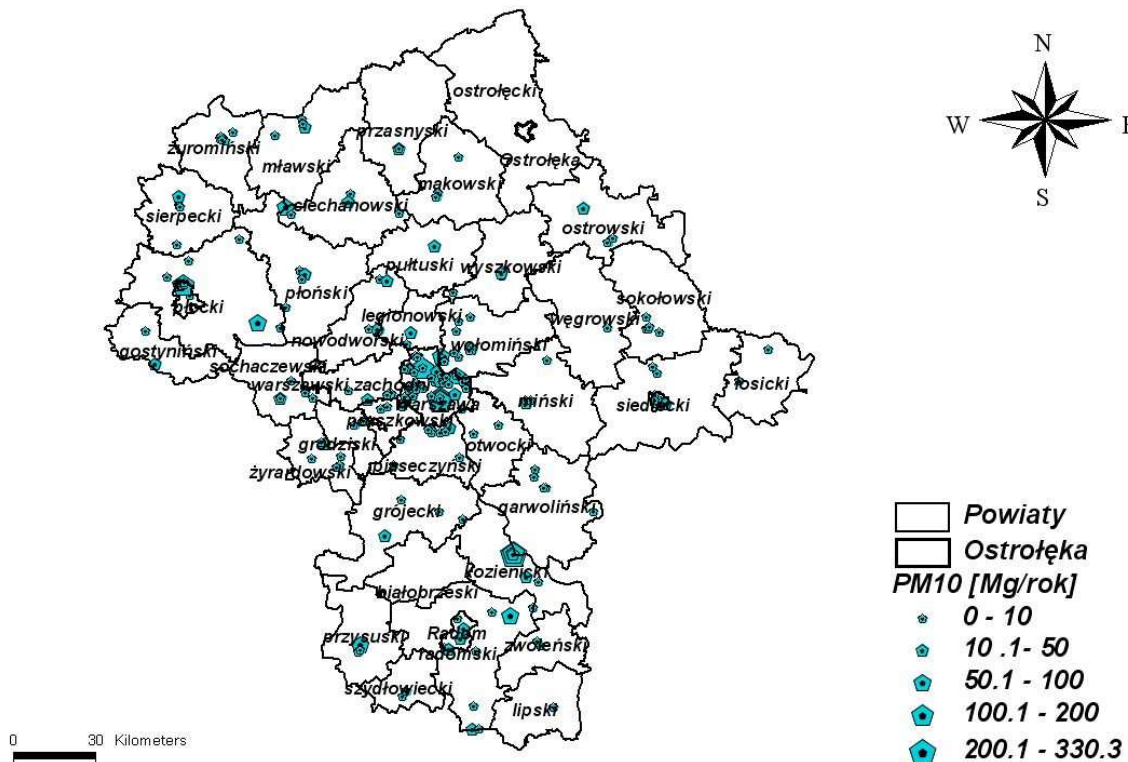 N
W
E
S
ostrołęcki
Ostrołęka
przasnyski
żuromiński
mławski
makowski
ciechanowski
sierpecki
ostrowski
pułtuski
wyszkowski
płoński
płocki
sokołowski
legionowski
węgrowski
nowodworski
wołomiński
gostyniński
sochaczewski
warszawski zachodni
łosicki
Warszawa
miński
siedlecki
pruszkowski
grodziski
otwocki
żyrardowski
piaseczyński
grójecki
garwoliński
kozienicki
białobrzeski
przysuski
Radom
radomski
zwoleński
szydłowiecki
lipski
Powiaty
Ostrołęka
PM10 [Mg/rok]
0 - 10
10 .1- 50
50.1 - 100
100.1 - 200
200.1 - 330.3
0 30 Kilometers